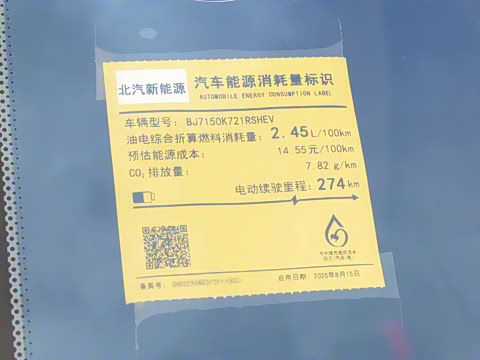 北汽新能源
汽车能源消耗量标识
AUTOMOBILE ENERGY CONSUMPTION LABEL
车辆型号: BJ7150K721RSHEV
油电综合折算燃料消耗量: 2.45L/100km
预估能源成本: 14.55元/100km
CO2排放量: 7.82 g/km
电动续驶里程: 274km
备案号:
启用日期: 2025年8月15日